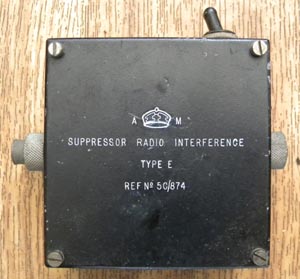 A M
SUPPRESSOR RADIO INTERFERENCE
TYPE E
REF Nº 5C/874